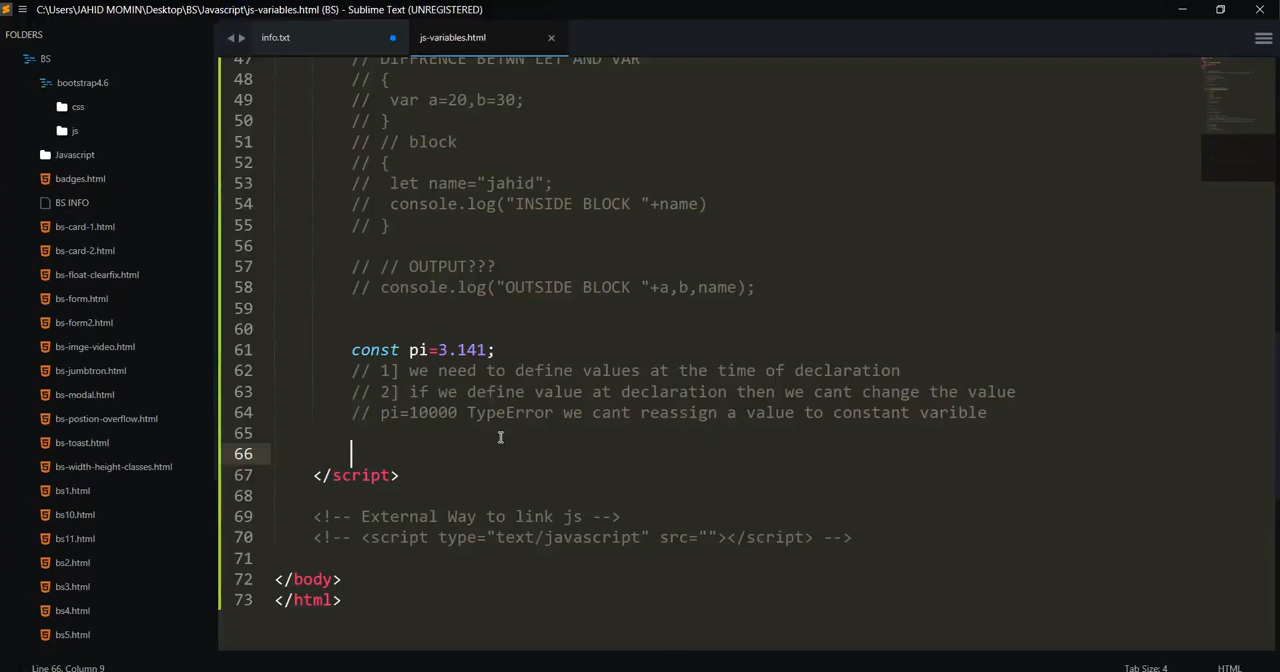 C:\Users\JAHID MOMIN\Desktop\BS\Javascript\js-variables.html (BS) - Sublime Text (UNREGISTERED)
FOLDERS
BS
bootstrap4.6
css
js
Javascript
badges.html
BS INFO
bs-card-1.html
bs-card-2.html
bs-float-clearfix.html
bs-form.html
bs-form2.html
bs-imge-video.html
bs-jumbtron.html
bs-modal.html
bs-postion-overflow.html
bs-toast.html
bs-width-height-classes.html
bs1.html
bs10.html
bs11.html
bs2.html
bs3.html
bs4.html
bs5.html
info.txt
js-variables.html
47 // DIFFRENCE BETWN LET AND VAR
48 // {
49 //  var a=20,b=30;
50 // }
51 // // block
52 // {
53 //  let name="jahid";
54 //  console.log("INSIDE BLOCK "+name)
55 // }
56
57 // // OUTPUT???
58 // console.log("OUTSIDE BLOCK "+a,b,name);
59
60
61 const pi=3.141;
62 // 1] we need to define values at the time of declaration
63 // 2] if we define value at declaration then we cant change the value
64 // pi=10000 TypeError we cant reassign a value to constant varible
65
66
67 </script>
68
69 <!-- External Way to link js -->
70 <!-- <script type="text/javascript" src=""></script> -->
71
72 </body>
73 </html>
Line 66, Column 9
Tab Size: 4
HTML